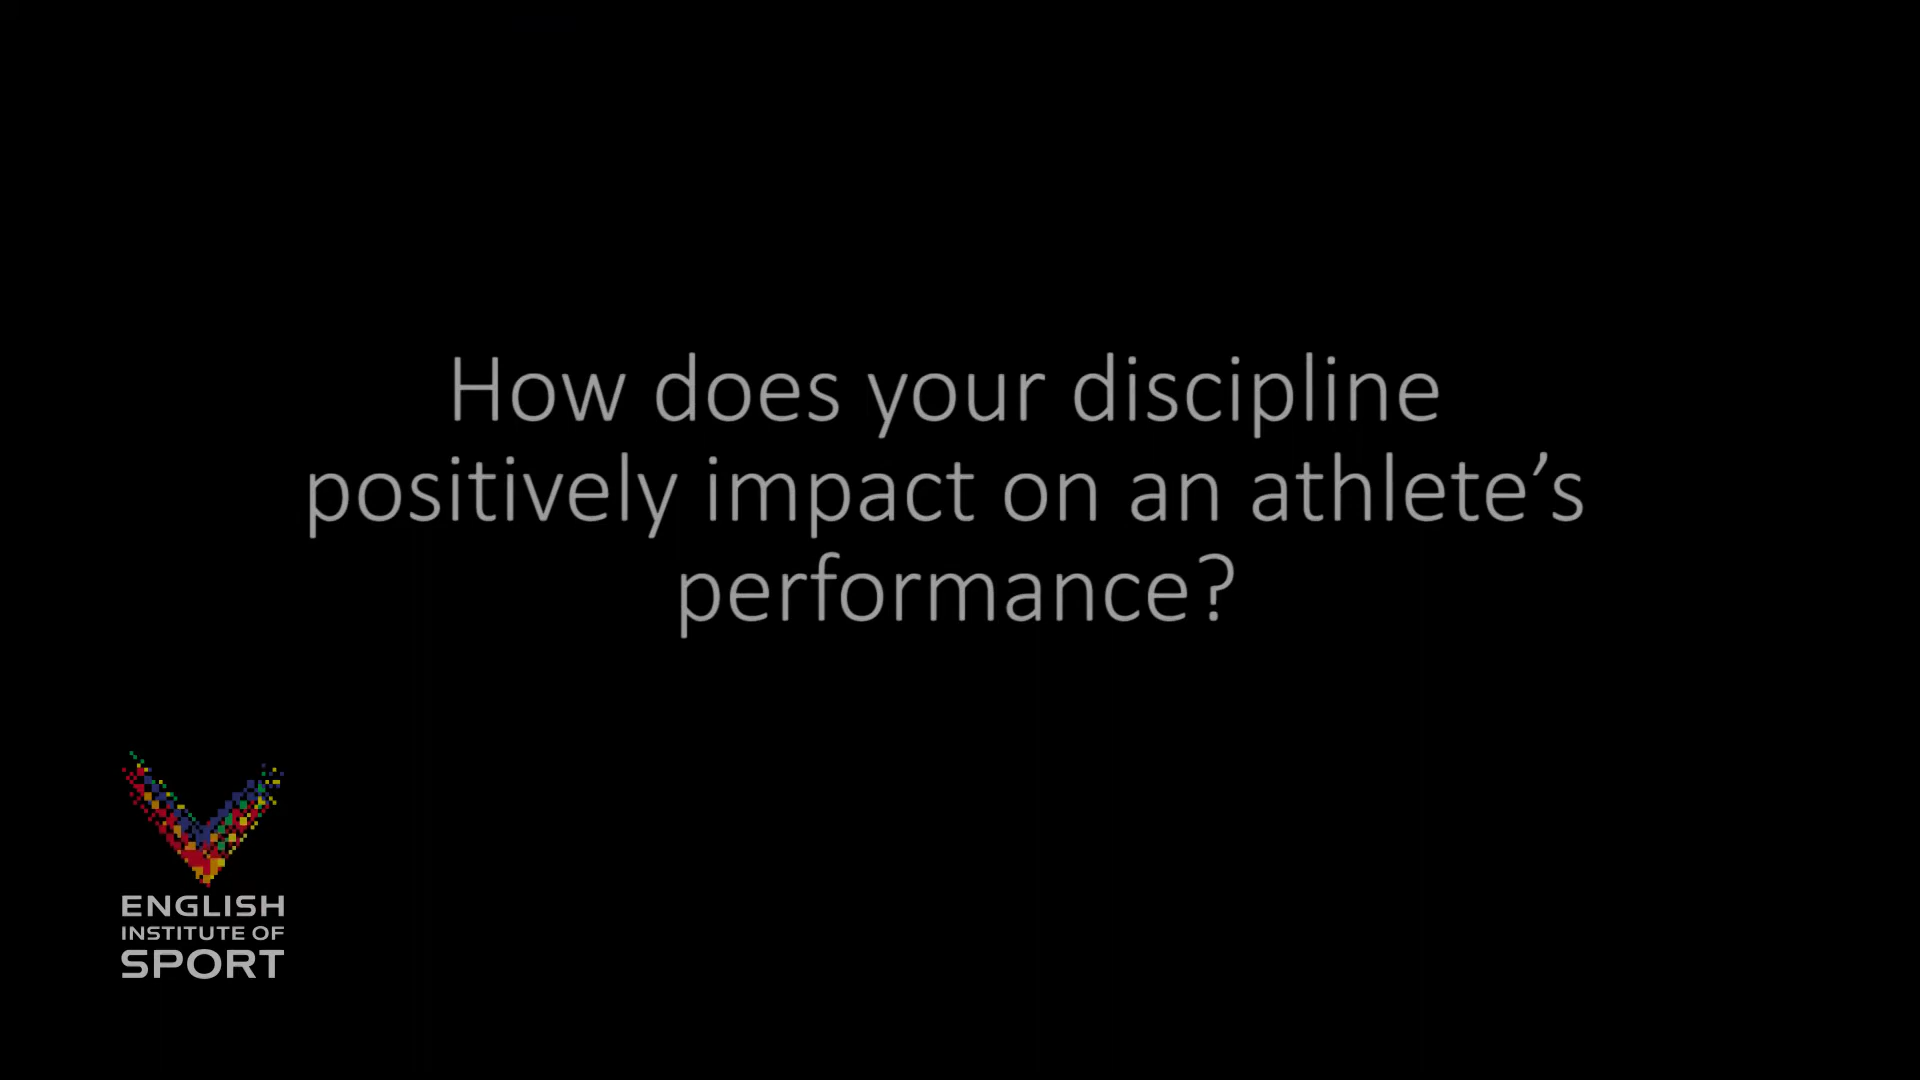 How does your discipline
positively impact on an athlete’s
performance?
ENGLISH
INSTITUTE OF
SPORT